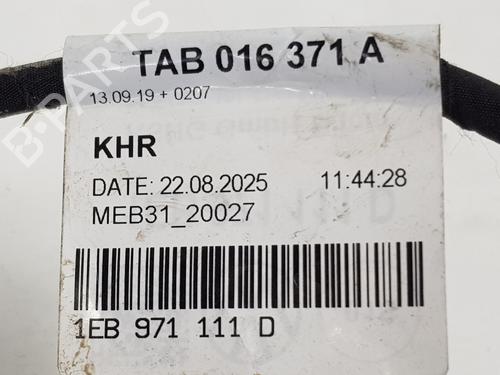 TAB 016 371 A
13.09.19 + 0207
KHR
DATE: 22.08.2025 11:44:28
MEB31_20027
1EB 971 111 D
B-PARTS